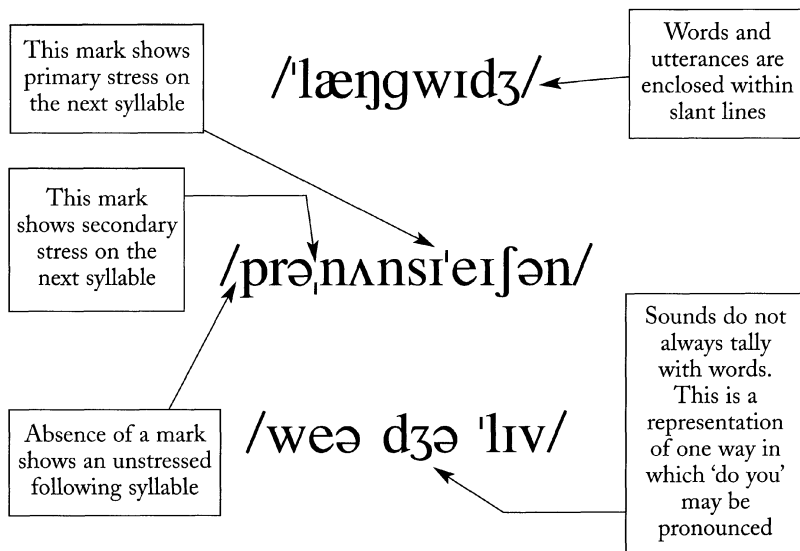 This mark shows
primary stress on
the next syllable
/ˈlæŋgwɪdʒ/
Words and
utterances are
enclosed within
slant lines
This mark
shows secondary
stress on the
next syllable
/prəˌnʌnsɪˈeɪʃən/
Absence of a mark
shows an unstressed
following syllable
/weə dʒə ˈlɪv/
Sounds do not
always tally
with words.
This is a
representation
of one way in
which ‘do you’
may be
pronounced